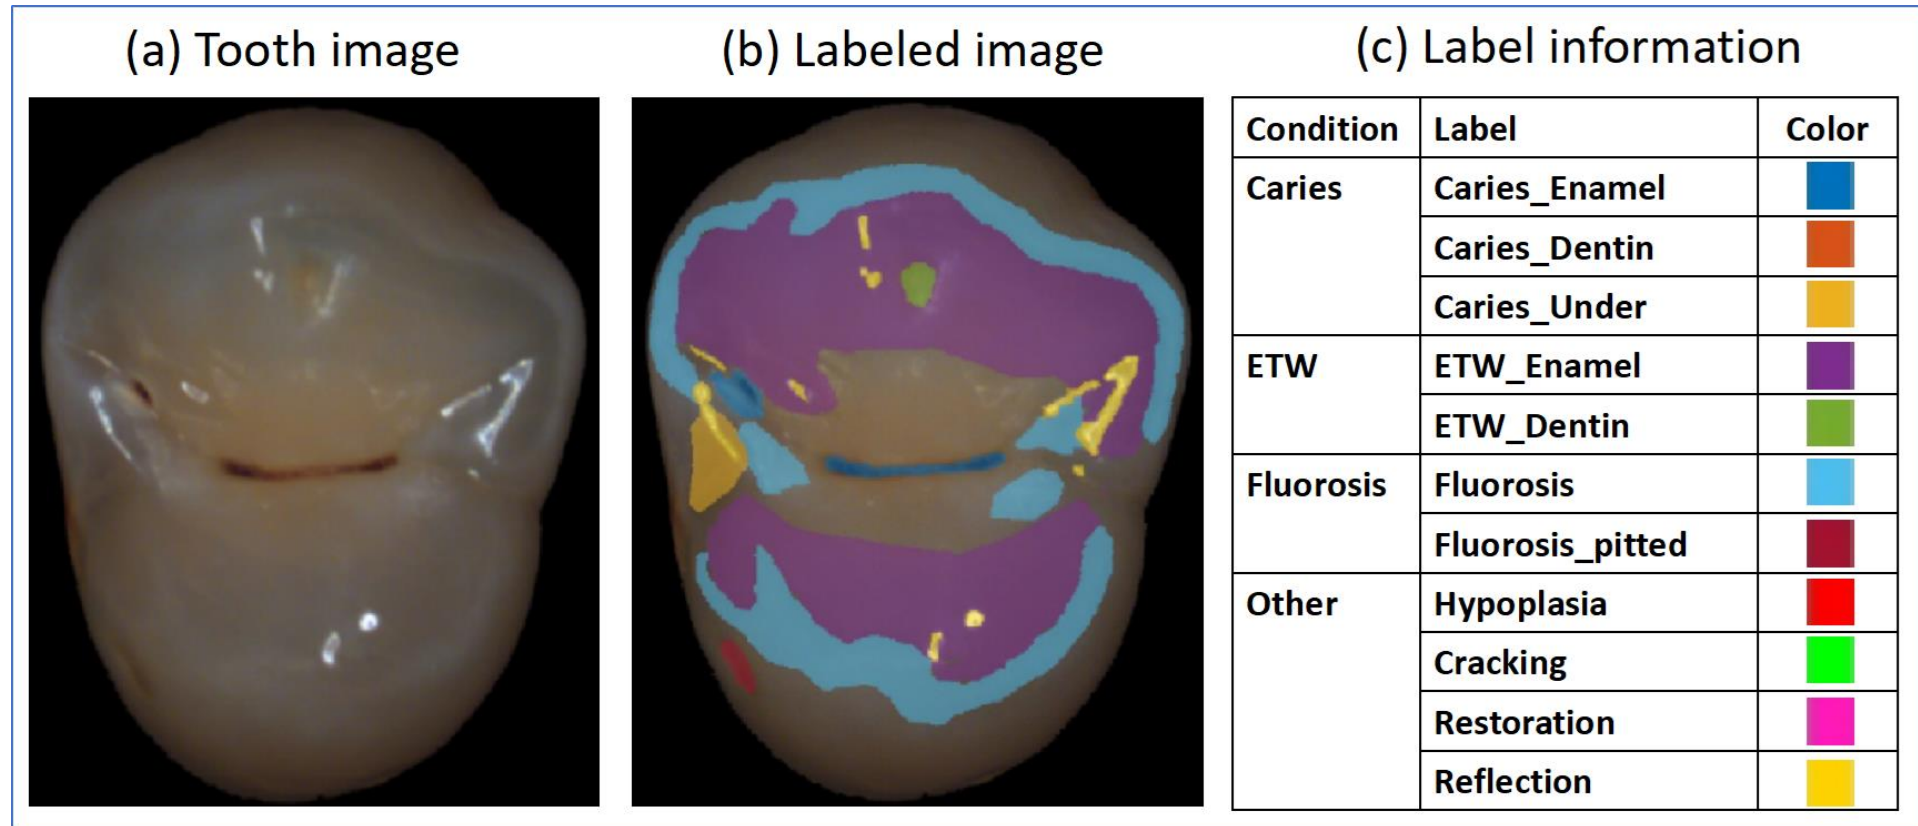 (a) Tooth image
(b) Labeled image
(c) Label information
Condition Label Color
Caries Caries_Enamel
Caries_Dentin
Caries_Under
ETW ETW_Enamel
ETW_Dentin
Fluorosis Fluorosis
Fluorosis_pitted
Other Hypoplasia
Cracking
Restoration
Reflection